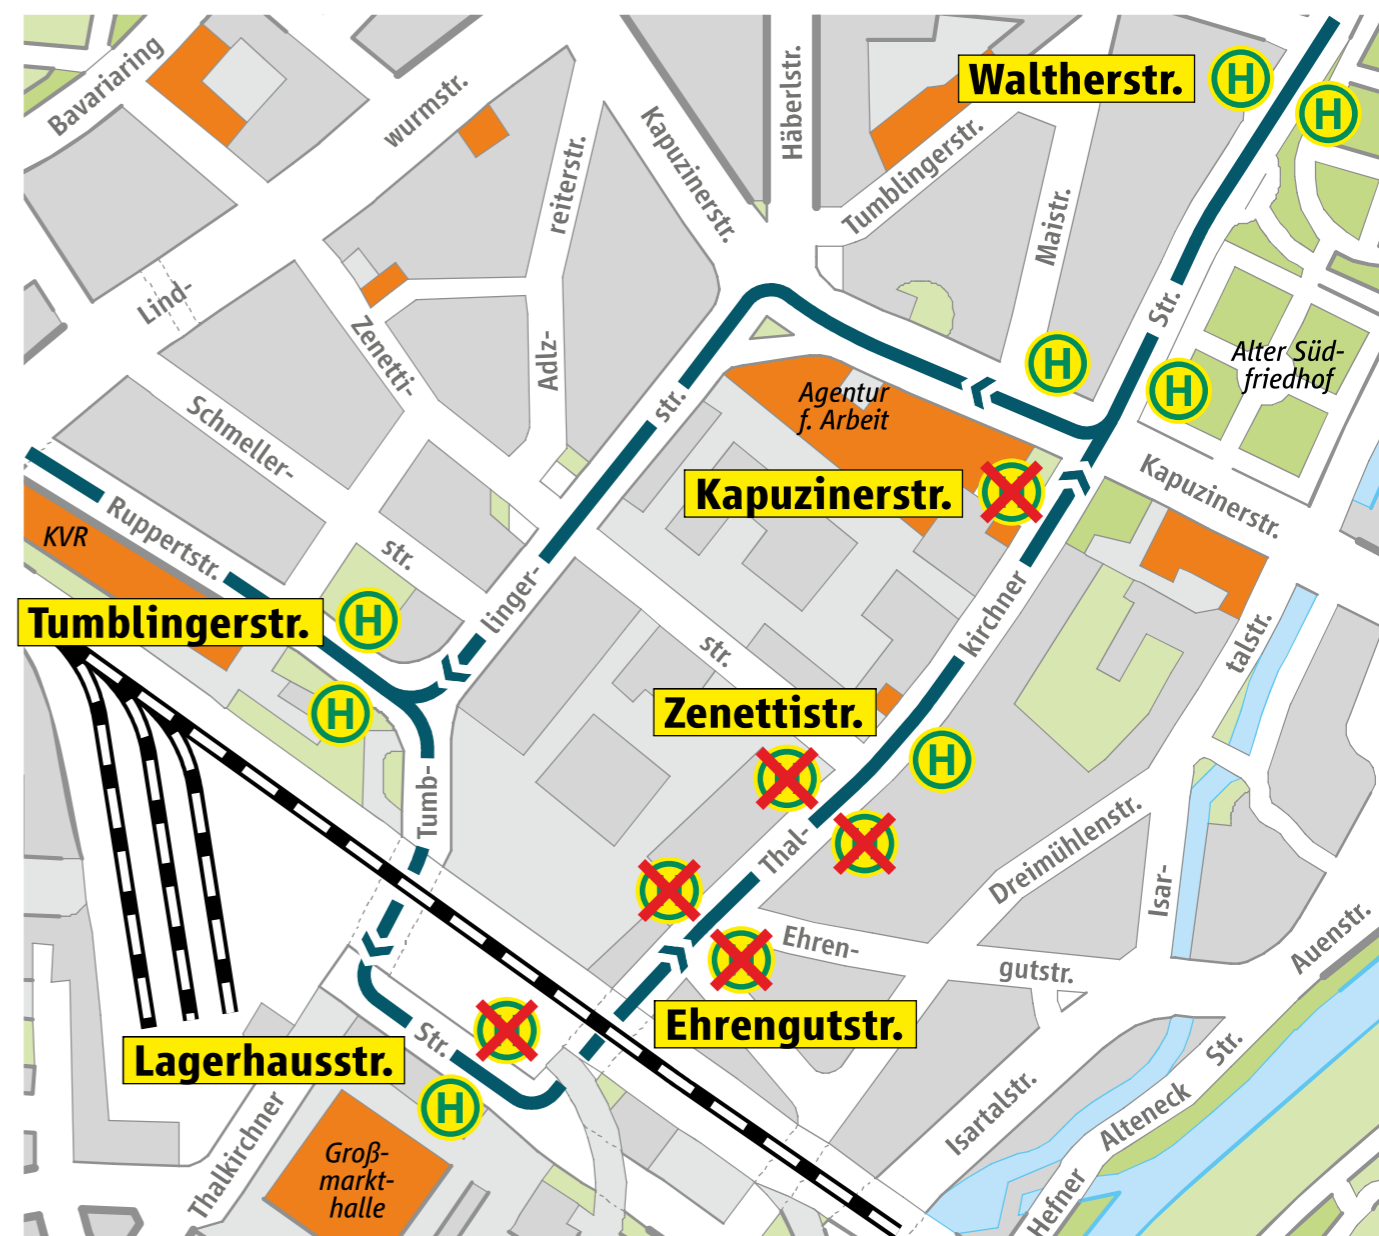 Bavariaring
wurmstr.
Häberlstr.
Waltherstr.
H
H
Kapuzinerstr.
Tumblingerstr.
reiterstr.
Maistr.
Lind-
Zenetti-
Adlz-
Str.
Alter Süd-
friedhof
H
H
Agentur
f. Arbeit
str.
Schmeller-
Kapuzinerstr.
Kapuzinerstr.
KVR
Ruppertstr.
str.
linger-
kirchner
Tumblingerstr.
H
H
str.
talstr.
Zenettistr.
H
Tumb-
Thal-
Dreimühlenstr.
Isar-
Ehren-
gutstr.
Auenstr.
Ehrengutstr.
Lagerhausstr.
Str.
H
Str.
Isartalstr.
Alteneck
Hefner
Thalkirchner
Groß-
markt-
halle